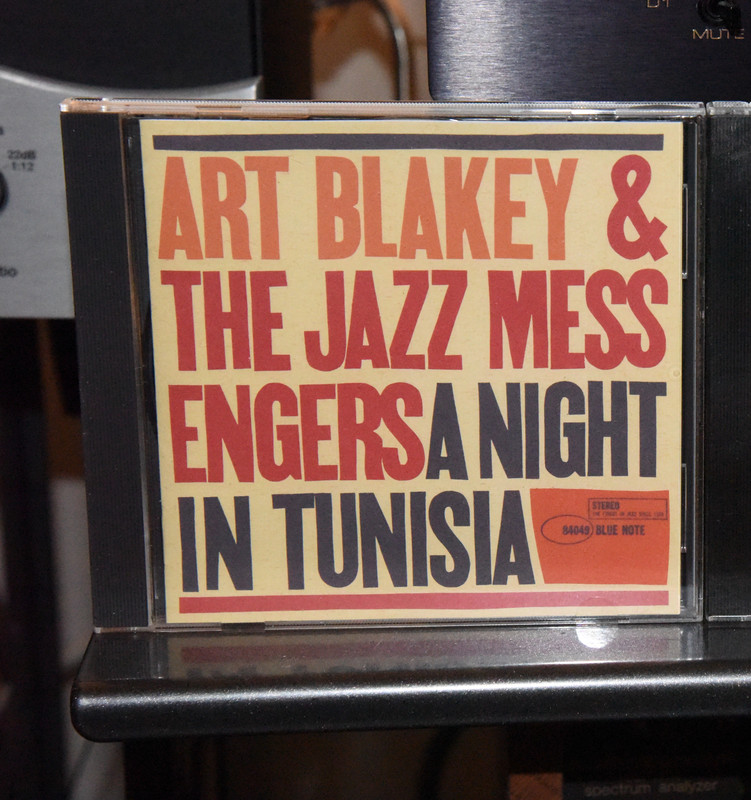 MUTE
22dB
1:12
ART BLAKEY &
THE JAZZ MESS
ENGERS A NIGHT
IN TUNISIA
STEREO
84049 BLUE NOTE
spectrum analyzer